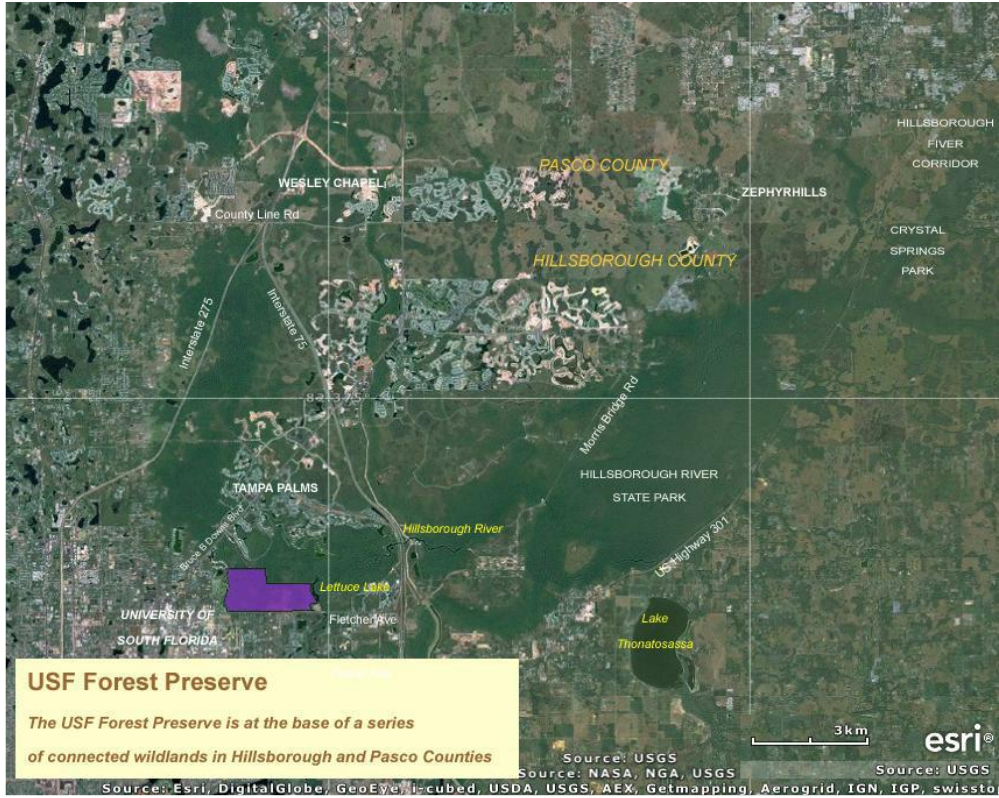 HILLSBOROUGH
FIVER
CORRIDOR
PASCO COUNTY
WESLEY CHAPEL
ZEPHYRHILLS
County Line Rd
CRYSTAL
SPRINGS
PARK
HILLSBOROUGH COUNTY
Interstate 275
Interstate 75
Morris Bridge Rd
HILLSBOROUGH RIVER
STATE PARK
TAMPA PALMS
Hillsborough River
Bruce B Downs Blvd
US Highway 301
Lettuce Lake
UNIVERSITY OF
SOUTH FLORIDA
Fletcher Ave
Lake
Thonatosassa
USF Forest Preserve
The USF Forest Preserve is at the base of a series
of connected wildlands in Hillsborough and Pasco Counties
3km
esri®
Source: USGS
Source: NASA, NGA, USGS
Source: USGS
Source: Esri, DigitalGlobe, GeoEye, i-cubed, USDA, USGS, AEX, Getmapping, Aerogrid, IGN, IGP, swissto